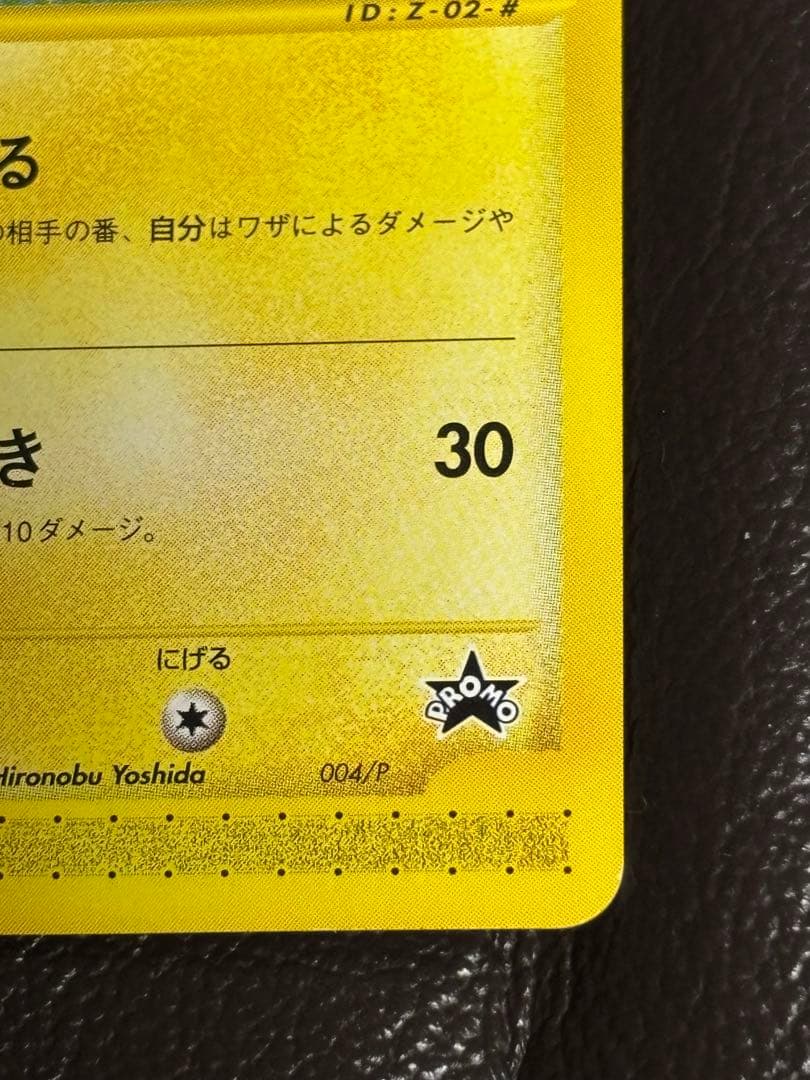 ID:Z-02-#
る
相手の番、自分はワザによるダメージや
き 30
10ダメージ。
にげる
PROMO
Hironobu Yoshida 004/P